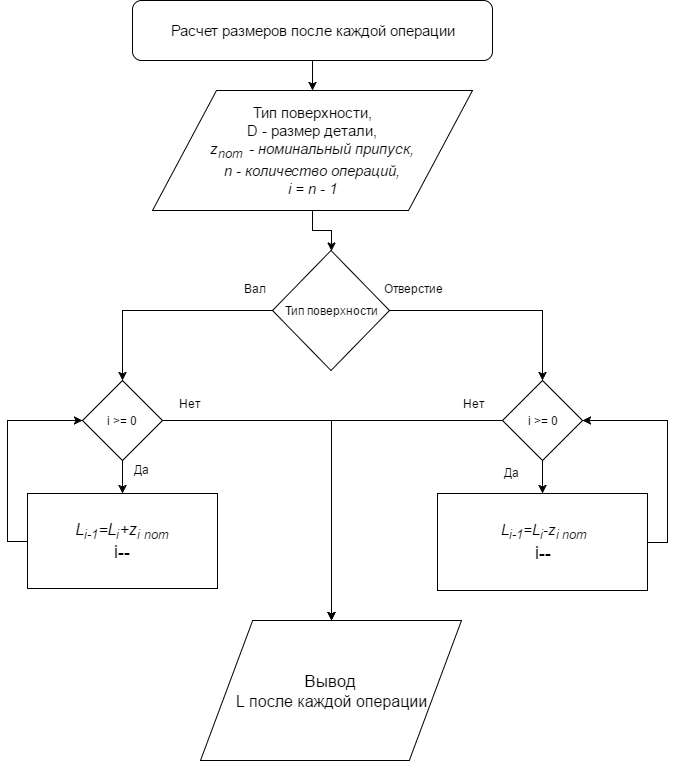 Расчет размеров после каждой операции
Тип поверхности,
D - размер детали,
znom - номинальный припуск,
n - количество операций,
i = n - 1
Вал
Отверстие
Тип поверхности
i >= 0
Нет
Нет
i >= 0
Да
Да
Li-1=Li+zi nom
i--
Li-1=Li-zi nom
i--
Вывод
L после каждой операции